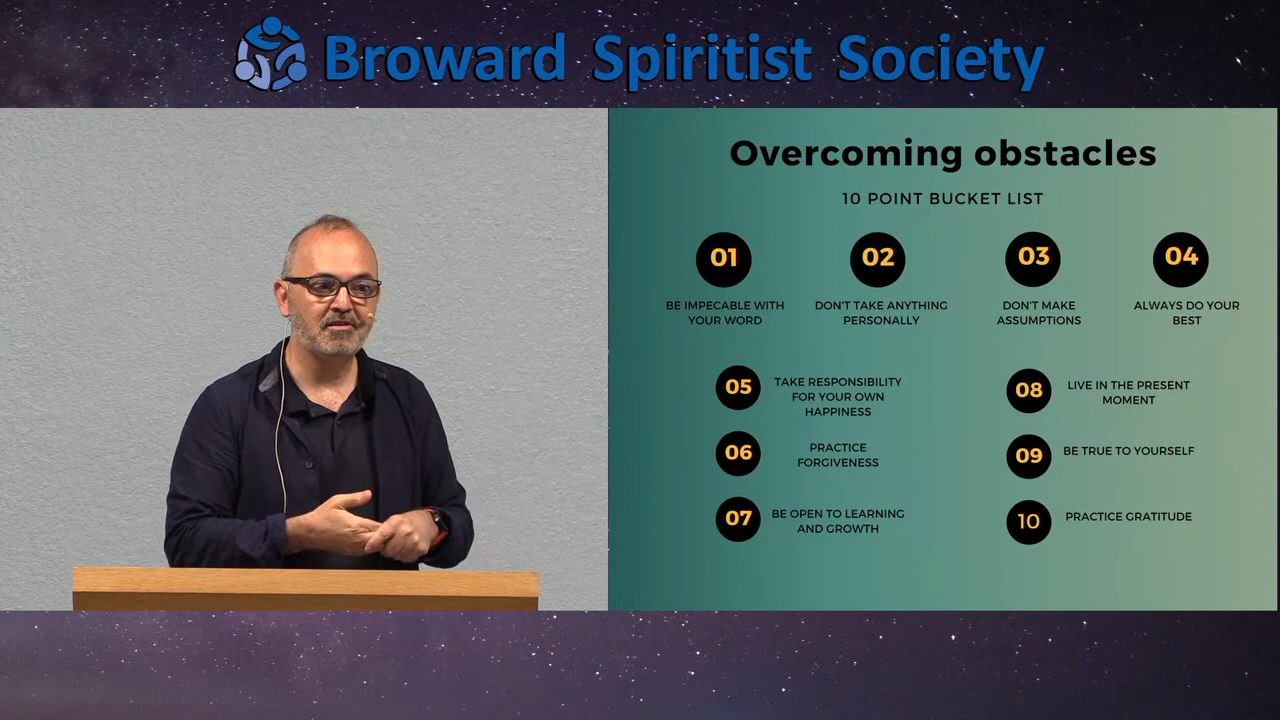 Broward Spiritist Society
Overcoming obstacles
10 POINT BUCKET LIST
01
BE IMPECABLE WITH
YOUR WORD
02
DON'T TAKE ANYTHING
PERSONALLY
03
DON'T MAKE
ASSUMPTIONS
04
ALWAYS DO YOUR
BEST
05
TAKE RESPONSIBILITY
FOR YOUR OWN
HAPPINESS
06
PRACTICE
FORGIVENESS
07
BE OPEN TO LEARNING
AND GROWTH
08
LIVE IN THE PRESENT
MOMENT
09
BE TRUE TO YOURSELF
10
PRACTICE GRATITUDE